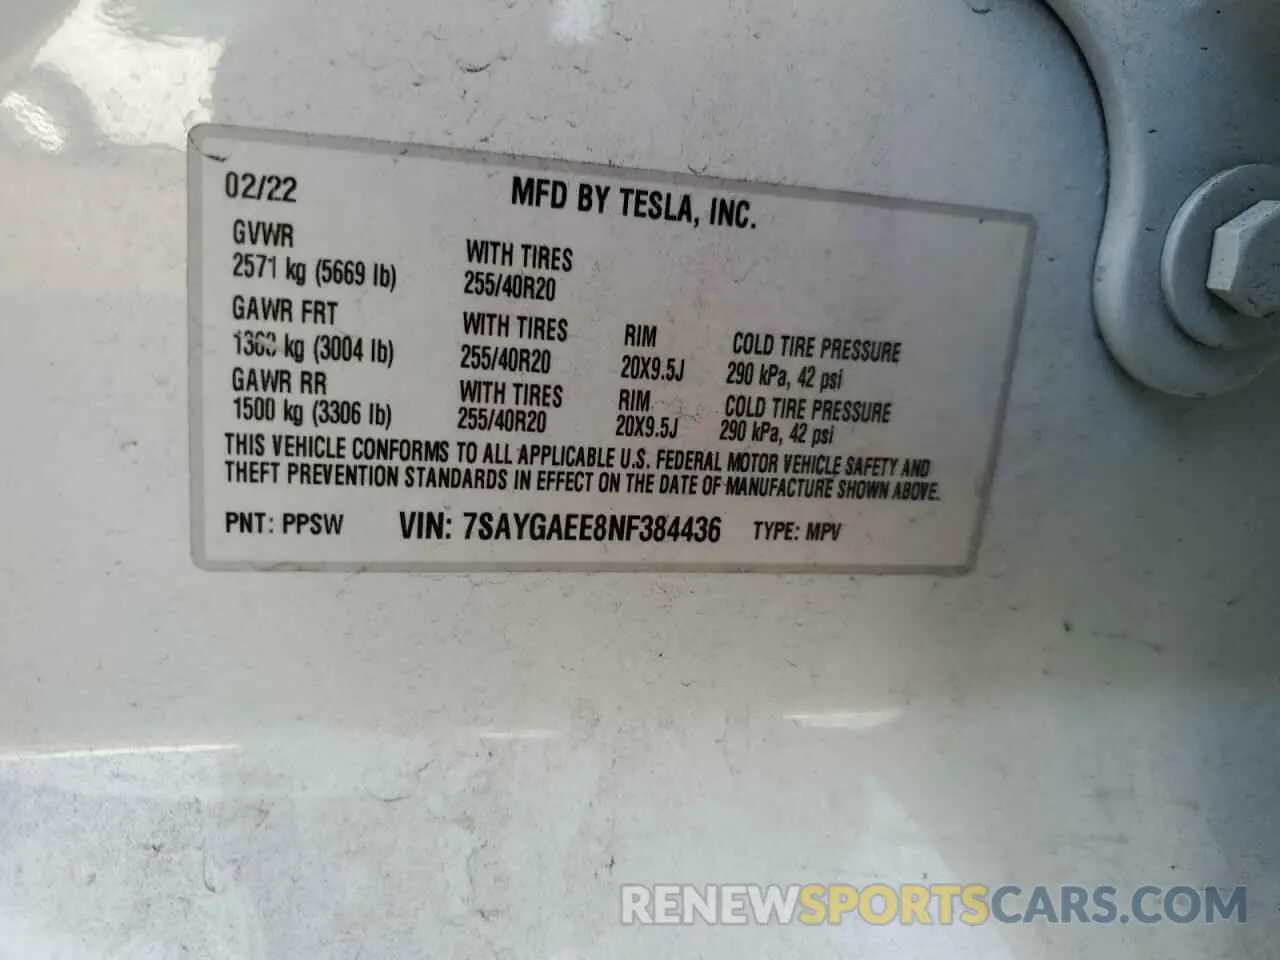 02/22 MFD BY TESLA, INC.
GVWR
2571 kg (5669 lb)
WITH TIRES
255/40R20
GAWR FRT
1363 kg (3004 lb)
WITH TIRES
255/40R20
RIM
20X9.5J
COLD TIRE PRESSURE
290 kPa, 42 psi
GAWR RR
1500 kg (3306 lb)
WITH TIRES
255/40R20
RIM
20X9.5J
COLD TIRE PRESSURE
290 kPa, 42 psi
THIS VEHICLE CONFORMS TO ALL APPLICABLE U.S. FEDERAL MOTOR VEHICLE SAFETY AND
THEFT PREVENTION STANDARDS IN EFFECT ON THE DATE OF MANUFACTURE SHOWN ABOVE.
PNT: PPSW VIN: 7SAYGAEE8NF384436 TYPE: MPV
RENEWSPORTSCARS.COM